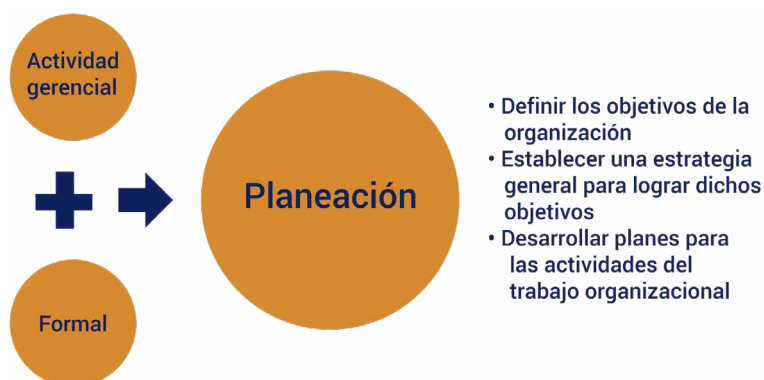 Actividad
gerencial
Formal
Planeación
• Definir los objetivos de la
organización
• Establecer una estrategia
general para lograr dichos
objetivos
• Desarrollar planes para
las actividades del
trabajo organizacional